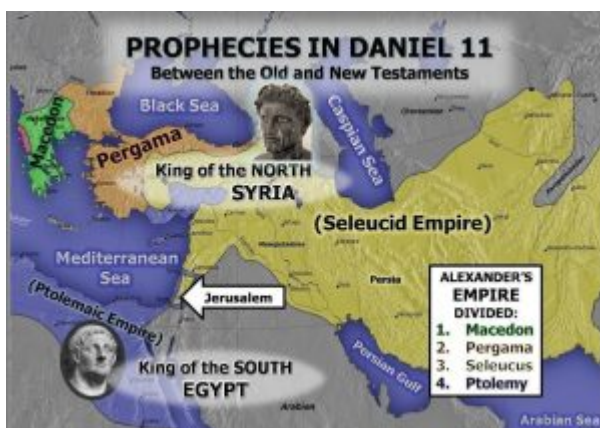 PROPHECIES IN DANIEL 11
Between the Old and New Testaments
Black Sea
Caspian Sea
Macedon
Pergama
King of the NORTH
SYRIA
(Seleucid Empire)
Mediterranean
Sea
Persia
(Ptolemaic Empire)
Jerusalem
ALEXANDER'S
EMPIRE
DIVIDED:
1. Macedon
2. Pergama
3. Seleucus
4. Ptolemy
King of the SOUTH
EGYPT
Persian Gulf
Arabian
Arabian Sea